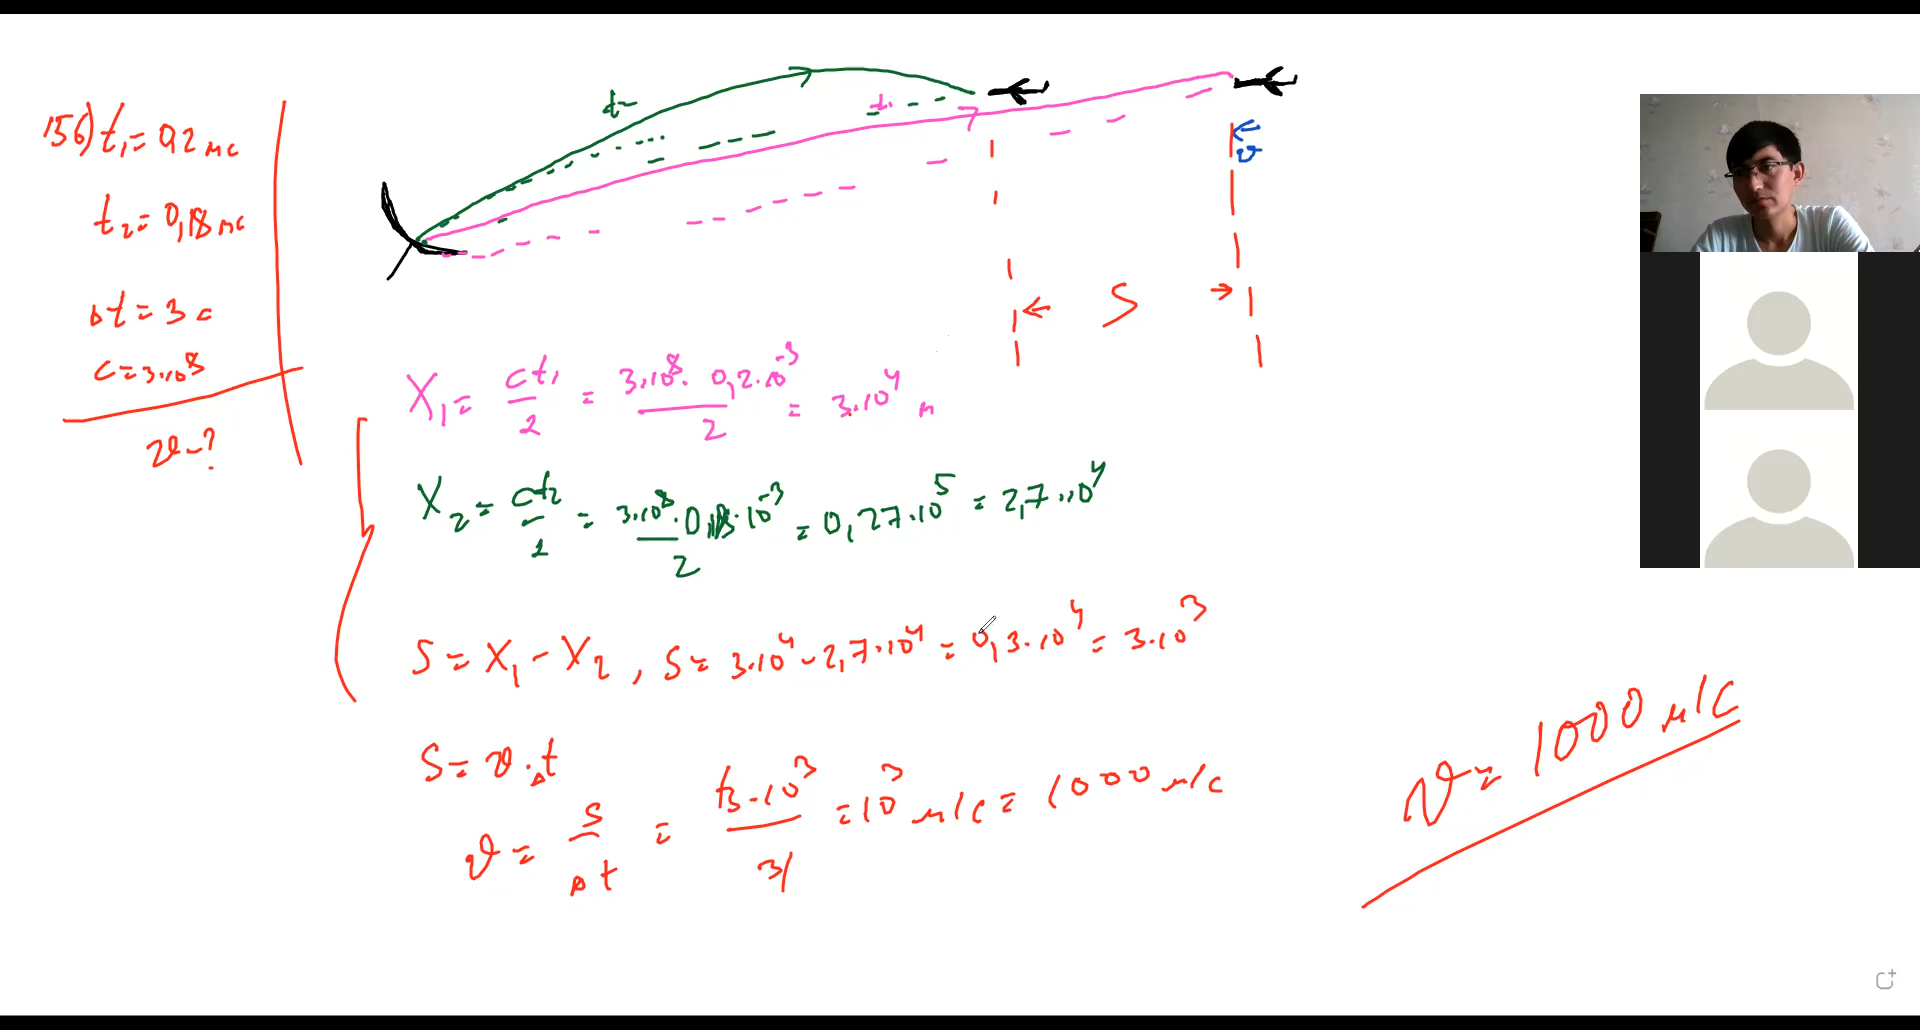 156) t₁ = 0,2 мс
t₂ = 0,18 мс
Δt = 3 с
c = 3·10⁸
v - ?
t₂
t₁
v
S
X₁ = ct₁/2 = 3·10⁸·0,2·10⁻³/2 = 3·10⁴ м
X₂ = ct₂/2 = 3·10⁸·0,18·10⁻³/2 = 0,27·10⁵ = 2,7·10⁴
S = X₁ - X₂, S = 3·10⁴ - 2,7·10⁴ = 0,3·10⁴ = 3·10³
S = v·Δt
v = S/Δt = 3·10³/3 = 10³ м/с = 1000 м/с
v = 1000 м/с